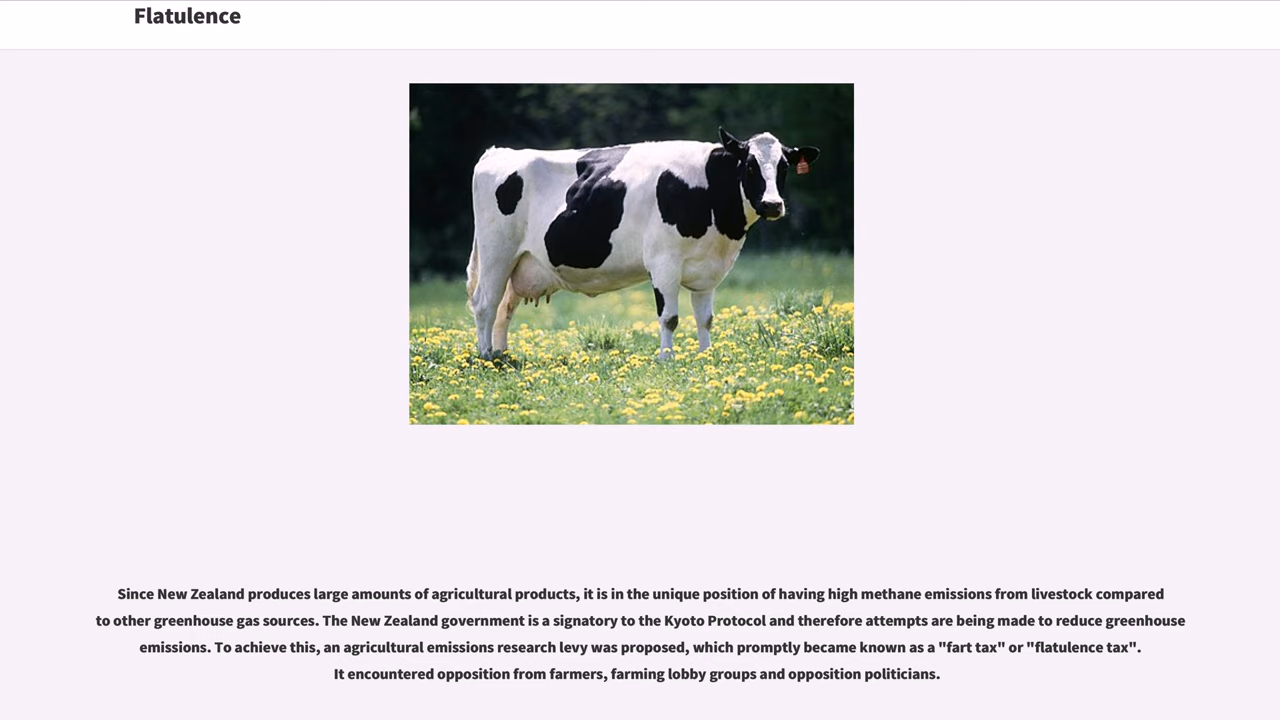 Flatulence
Since New Zealand produces large amounts of agricultural products, it is in the unique position of having high methane emissions from livestock compared
to other greenhouse gas sources. The New Zealand government is a signatory to the Kyoto Protocol and therefore attempts are being made to reduce greenhouse
emissions. To achieve this, an agricultural emissions research levy was proposed, which promptly became known as a "fart tax" or "flatulence tax".
It encountered opposition from farmers, farming lobby groups and opposition politicians.